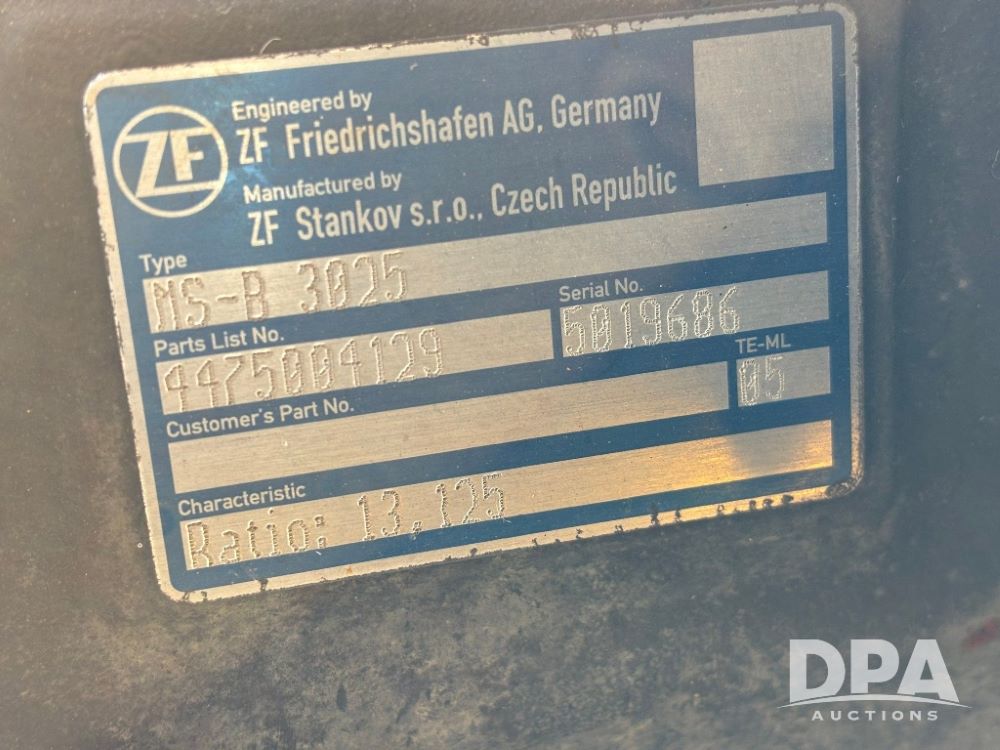 ZF
Engineered by
ZF Friedrichshafen AG, Germany
Manufactured by
ZF Stankov s.r.o., Czech Republic
Type
MS-B 3025
Parts List No.
4475004129
Serial No.
5019686
Customer's Part No.
TE-ML
05
Characteristic
Ratio: 13,125
DPA
AUCTIONS